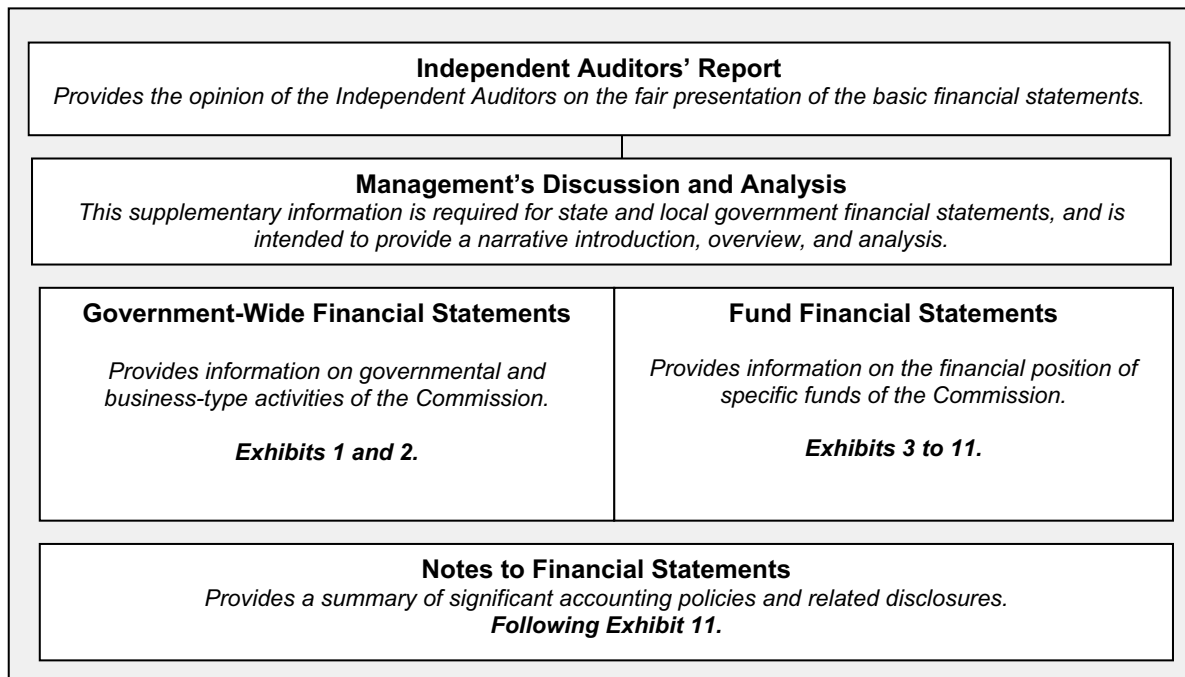 Independent Auditors’ Report
Provides the opinion of the Independent Auditors on the fair presentation of the basic financial statements.
Management’s Discussion and Analysis
This supplementary information is required for state and local government financial statements, and is
intended to provide a narrative introduction, overview, and analysis.
Government-Wide Financial Statements
Provides information on governmental and
business-type activities of the Commission.
Exhibits 1 and 2.
Fund Financial Statements
Provides information on the financial position of
specific funds of the Commission.
Exhibits 3 to 11.
Notes to Financial Statements
Provides a summary of significant accounting policies and related disclosures.
Following Exhibit 11.